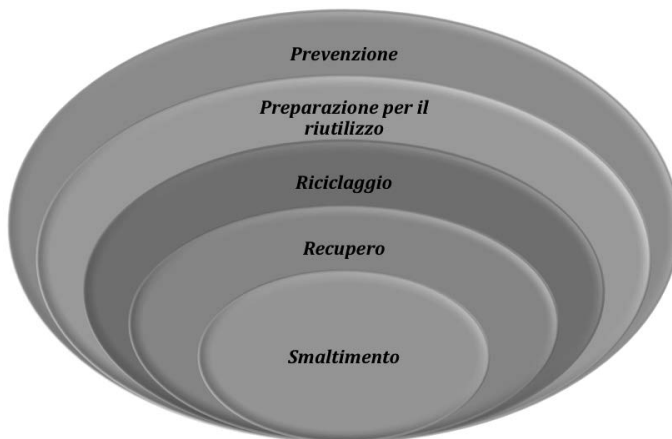 Prevenzione
Preparazione per il
riutilizzo
Riciclaggio
Recupero
Smaltimento